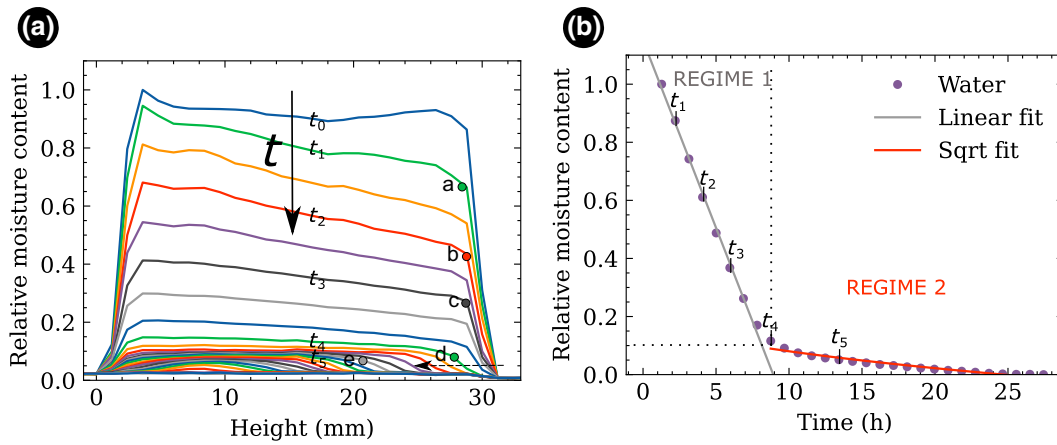 (a)
Relative moisture content
1.0
0.8
0.6
0.4
0.2
0.0
t
t0
t1
t2
t3
t4
t5
a
b
c
d
e
0
10
20
30
Height (mm)
(b)
Relative moisture content
1.0
0.8
0.6
0.4
0.2
0.0
REGIME 1
Water
Linear fit
Sqrt fit
t1
t2
t3
t4
t5
REGIME 2
0
5
10
15
20
25
Time (h)